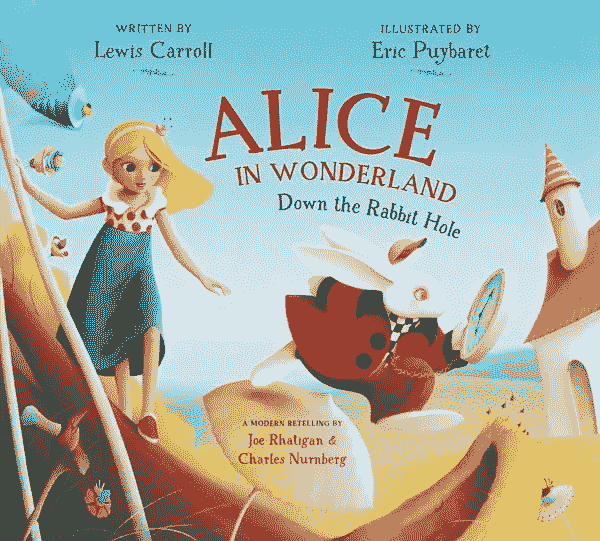 WRITTEN BY
Lewis Carroll
ILLUSTRATED BY
Eric Puybaret
ALICE
IN WONDERLAND
Down the Rabbit Hole
A MODERN RETELLING BY
Joe Rhatigan &
Charles Nurnberg